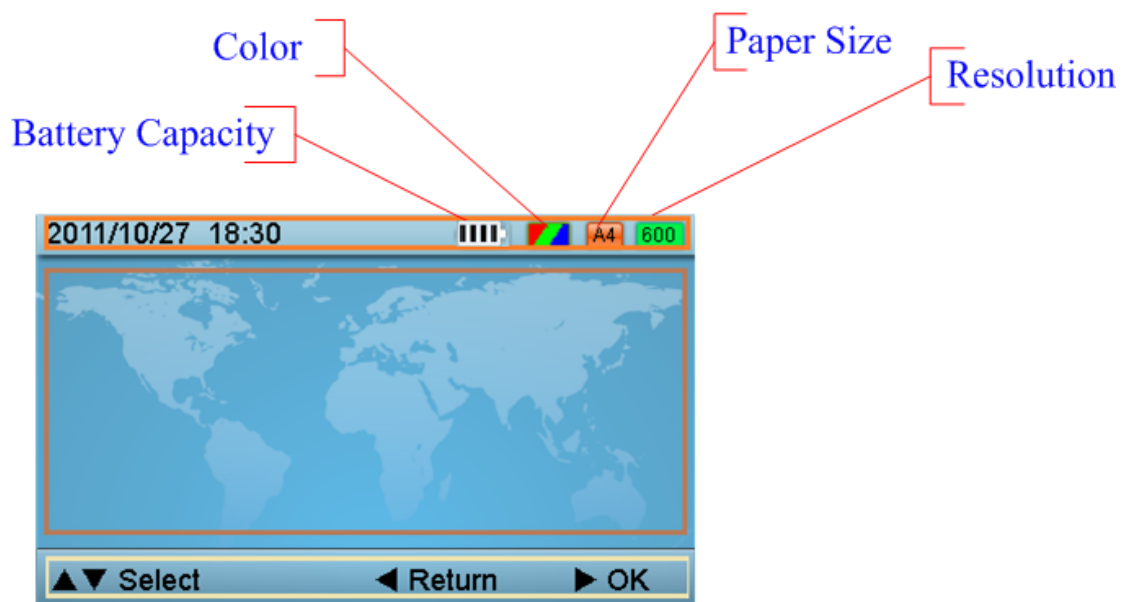 Color
Paper Size
Resolution
Battery Capacity
2011/10/27 18:30 A4 600
▲▼ Select ◀ Return ▶ OK